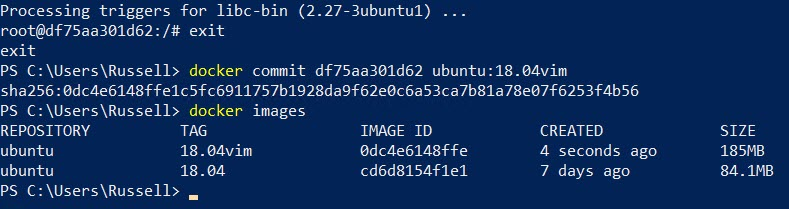 Processing triggers for libc-bin (2.27-3ubuntu1) ...
root@df75aa301d62:/# exit
exit
PS C:\Users\Russell> docker commit df75aa301d62 ubuntu:18.04vim
sha256:0dc4e6148ffe1c5fc6911757b1928da9f62e0c6a53ca7b81a78e07f6253f4b56
PS C:\Users\Russell> docker images
REPOSITORY TAG IMAGE ID CREATED SIZE
ubuntu 18.04vim 0dc4e6148ffe 4 seconds ago 185MB
ubuntu 18.04 cd6d8154f1e1 7 days ago 84.1MB
PS C:\Users\Russell>